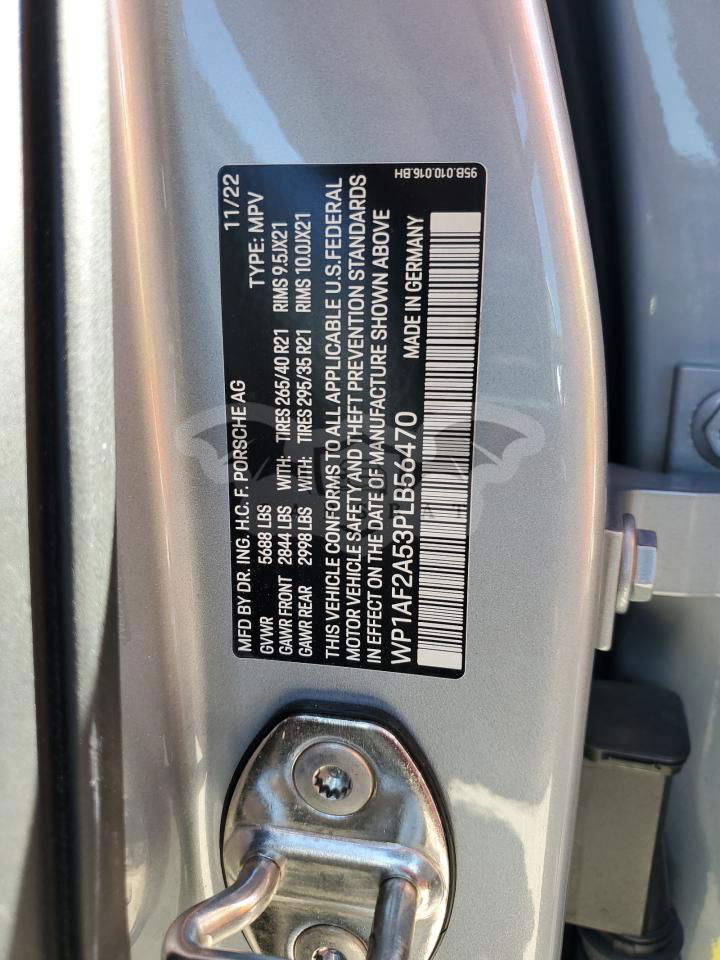 MFD BY DR. ING. H.C. F. PORSCHE AG 11/22
GVWR 5688 LBS TYPE: MPV
GAWR FRONT 2844 LBS WITH: TIRES 265/40 R21 RIMS 9.5JX21
GAWR REAR 2998 LBS WITH: TIRES 295/35 R21 RIMS 10.0JX21
THIS VEHICLE CONFORMS TO ALL APPLICABLE U.S. FEDERAL
MOTOR VEHICLE SAFETY AND THEFT PREVENTION STANDARDS
IN EFFECT ON THE DATE OF MANUFACTURE SHOWN ABOVE
WP1AF2A53PLB56470 MADE IN GERMANY
95B.010.016.BH